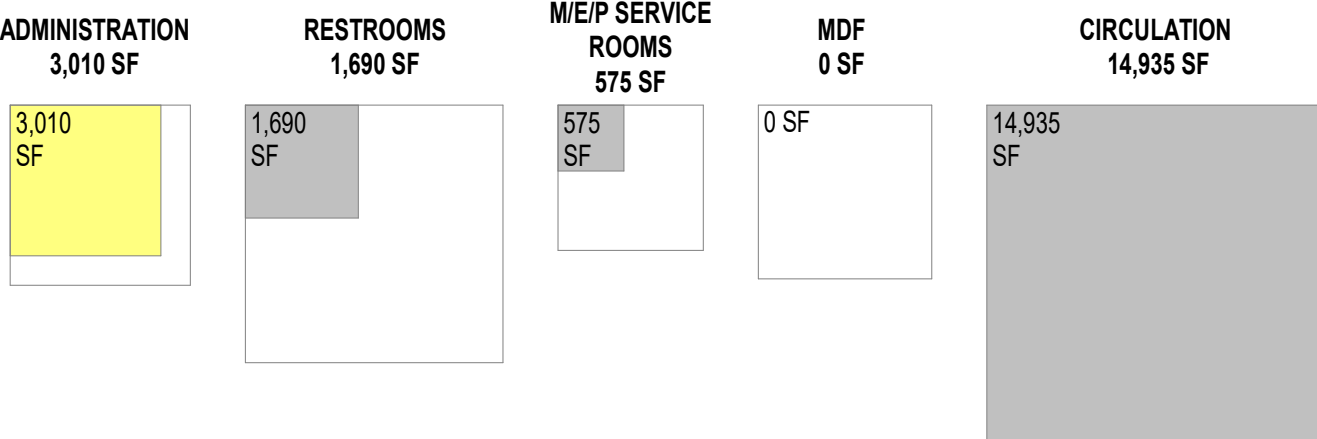 ADMINISTRATION
3,010 SF
RESTROOMS
1,690 SF
M/E/P SERVICE
ROOMS
575 SF
MDF
0 SF
CIRCULATION
14,935 SF
3,010
SF
1,690
SF
575
SF
0 SF
14,935
SF